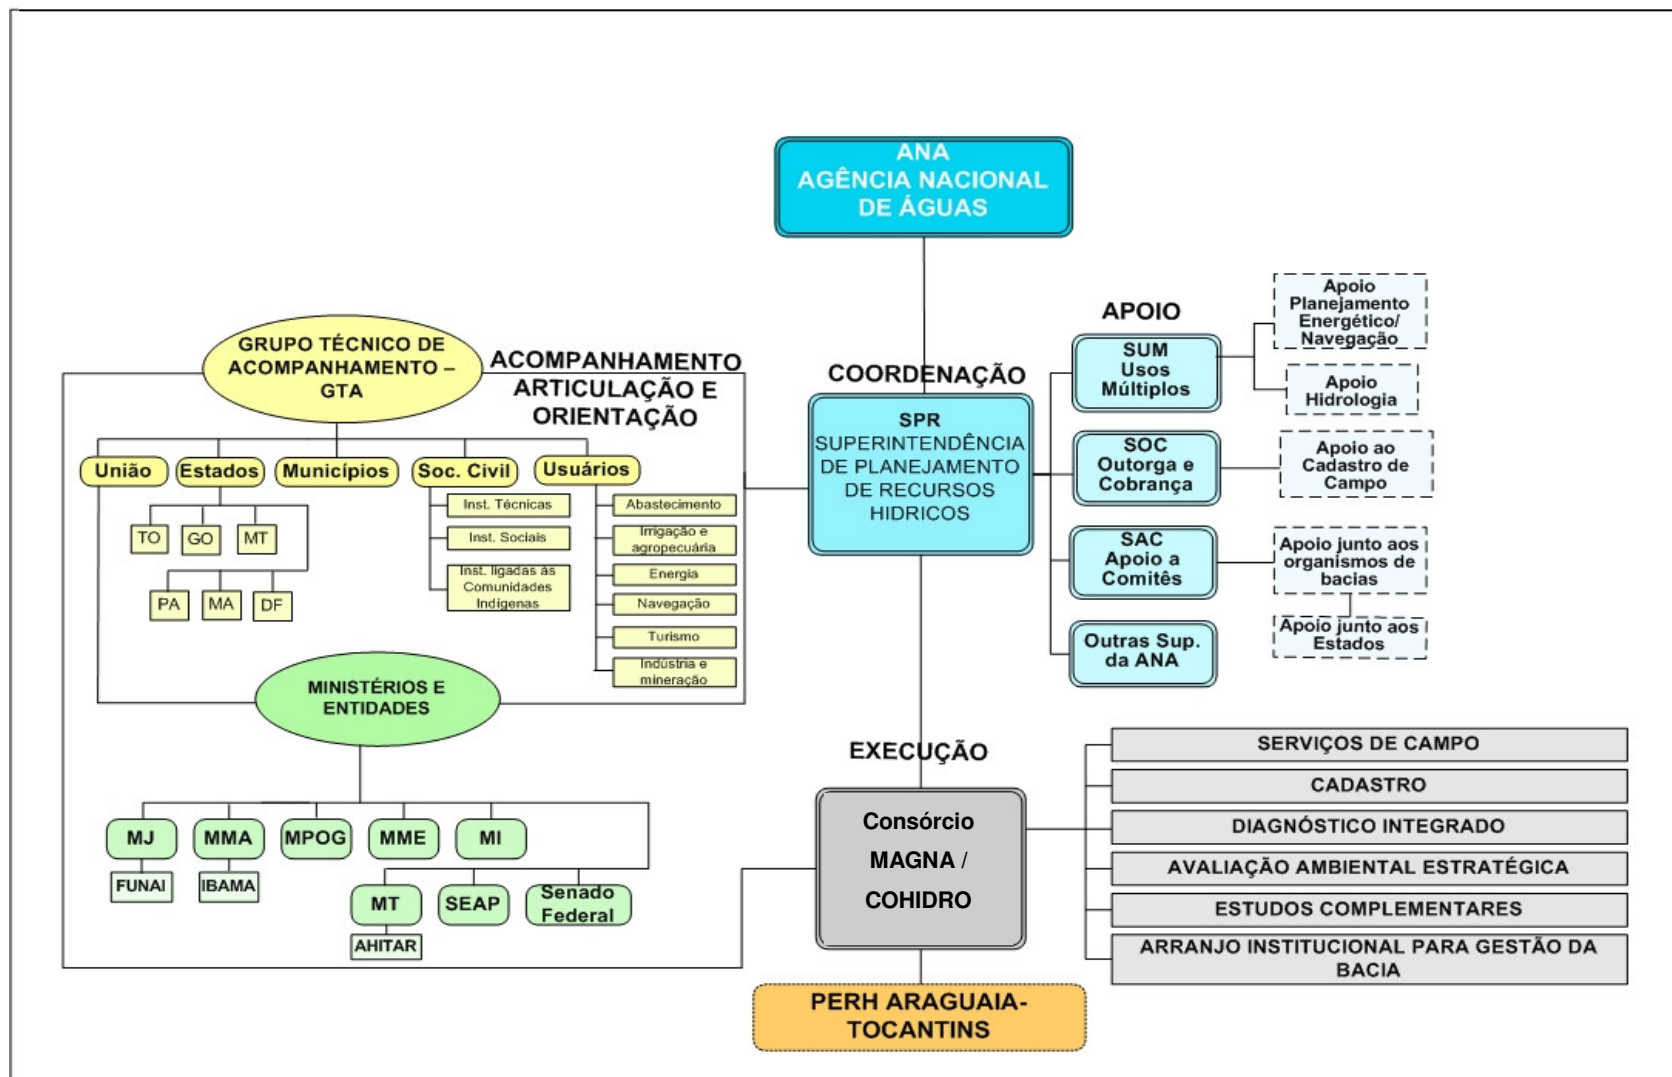 ANA
AGÊNCIA NACIONAL
DE ÁGUAS
GRUPO TÉCNICO DE
ACOMPANHAMENTO –
GTA
ACOMPANHAMENTO
ARTICULAÇÃO E
ORIENTAÇÃO
União
Estados
Municípios
Soc. Civil
Usuários
TO
GO
MT
PA
MA
DF
Inst. Técnicas
Inst. Sociais
Inst. ligadas às
Comunidades
Indígenas
Abastecimento
Irrigação e
agropecuária
Energia
Navegação
Turismo
Indústria e
mineração
COORDENAÇÃO
SPR
SUPERINTENDÊNCIA
DE PLANEJAMENTO
DE RECURSOS
HIDRICOS
APOIO
SUM
Usos
Múltiplos
Apoio
Planejamento
Energético/
Navegação
Apoio
Hidrologia
SOC
Outorga e
Cobrança
Apoio ao
Cadastro de
Campo
SAC
Apoio a
Comitês
Apoio junto aos
organismos de
bacias
Apoio junto aos
Estados
Outras Sup.
da ANA
MINISTÉRIOS E
ENTIDADES
MJ
MMA
MPOG
MME
MI
FUNAI
IBAMA
MT
SEAP
Senado
Federal
AHITAR
EXECUÇÃO
Consórcio
MAGNA /
COHIDRO
SERVIÇOS DE CAMPO
CADASTRO
DIAGNÓSTICO INTEGRADO
AVALIAÇÃO AMBIENTAL ESTRATÉGICA
ESTUDOS COMPLEMENTARES
ARRANJO INSTITUCIONAL PARA GESTÃO DA
BACIA
PERH ARAGUAIA-
TOCANTINS